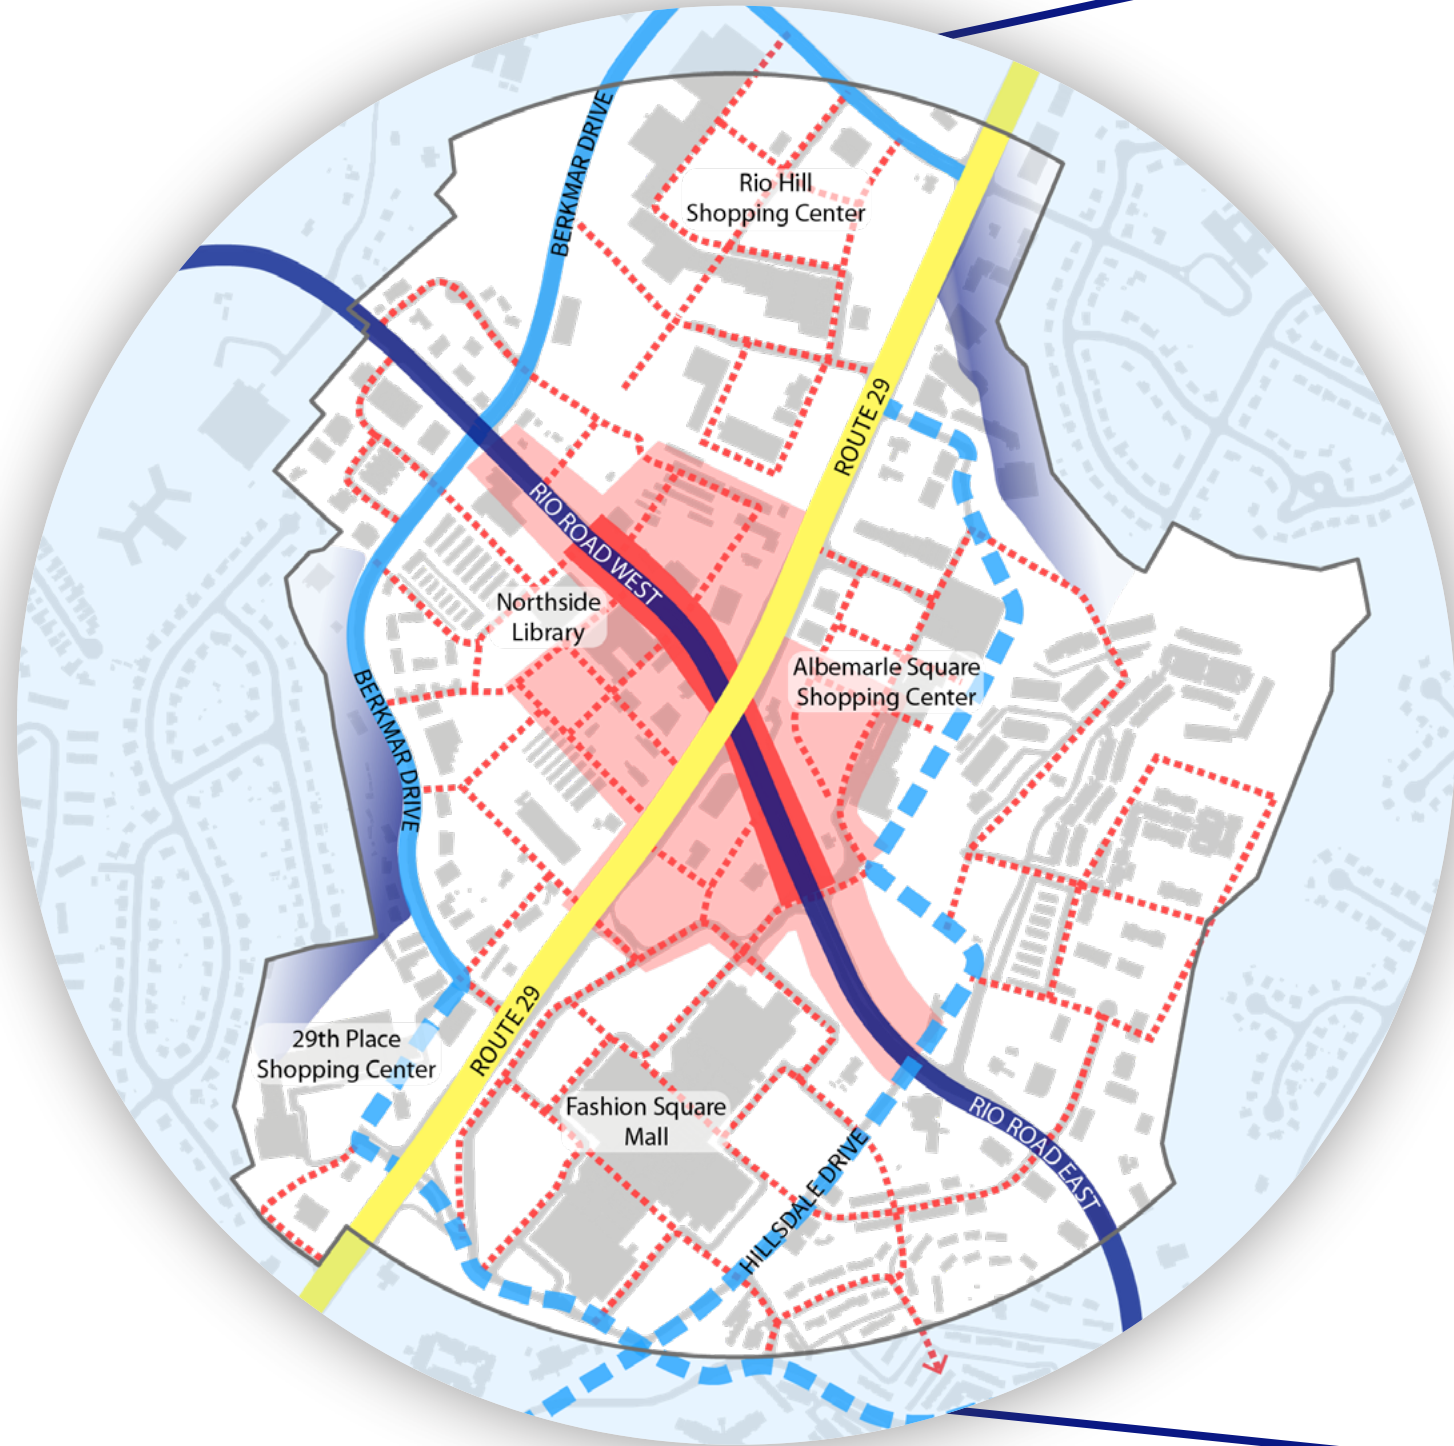 BERKMAR DRIVE
Rio Hill
Shopping Center
ROUTE 29
RIO ROAD WEST
Northside
Library
Albemarle Square
Shopping Center
BERKMAR DRIVE
29th Place
Shopping Center
ROUTE 29
Fashion Square
Mall
HILLSDALE DRIVE
RIO ROAD EAST